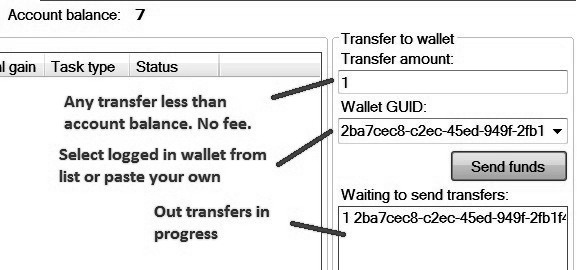 Account balance: 7
Transfer to wallet
Transfer amount:
al gain Task type Status
1
Any transfer less than
account balance. No fee.
Wallet GUID:
2ba7cec8-c2ec-45ed-949f-2fb1
Select logged in wallet from
list or paste your own
Send funds
Waiting to send transfers:
1 2ba7cec8-c2ec-45ed-949f-2fb1f4
Out transfers in
progress